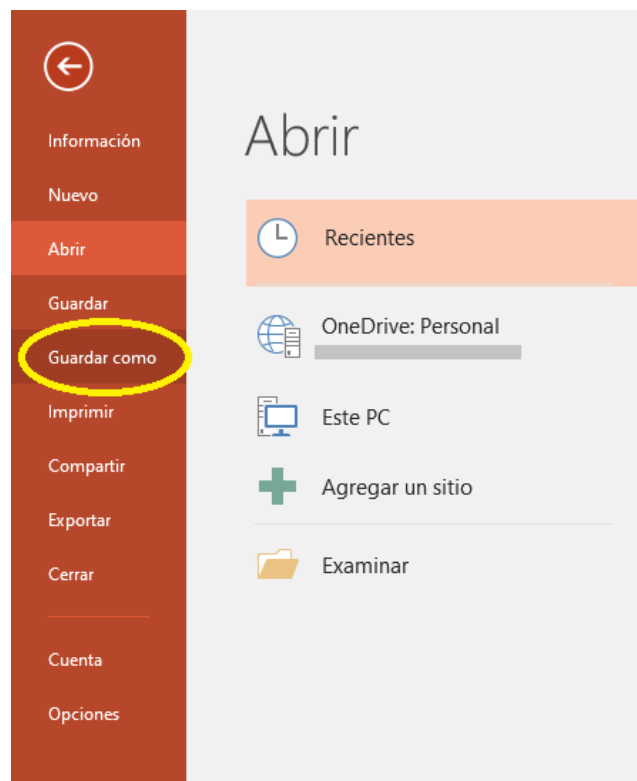 Información
Nuevo
Abrir
Guardar
Guardar como
Imprimir
Compartir
Exportar
Cerrar
Cuenta
Opciones
Abrir
Recientes
OneDrive: Personal
Este PC
Agregar un sitio
Examinar